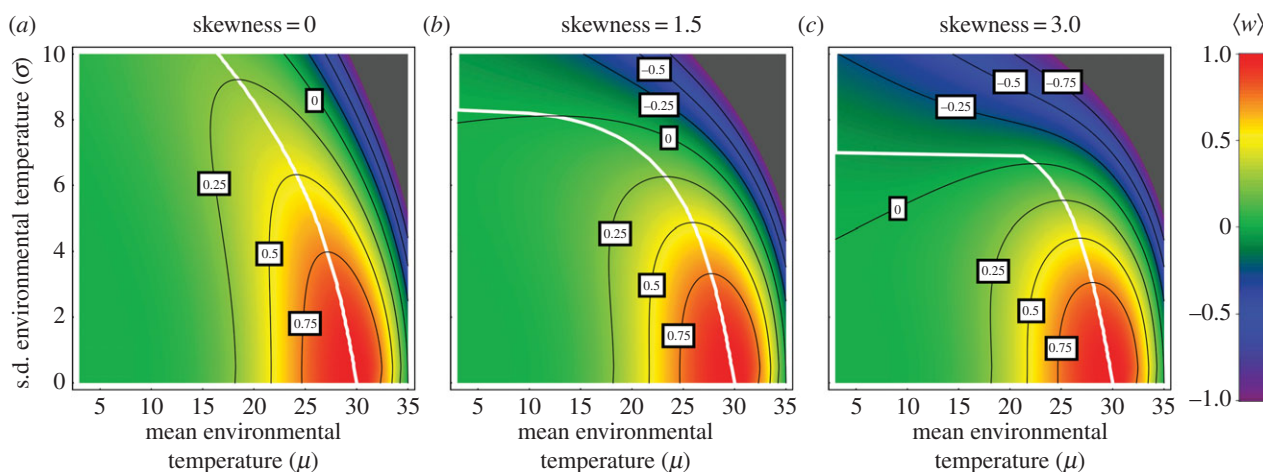 (a) skewness = 0
(b) skewness = 1.5
(c) skewness = 3.0
⟨w⟩
s.d. environmental temperature (σ)
10
8
6
4
2
0
0.25
0.5
0.75
0
5 10 15 20 25 30 35
mean environmental
temperature (μ)
−0.5
−0.25
0
0.25
0.5
0.75
5 10 15 20 25 30 35
mean environmental
temperature (μ)
−0.5
−0.75
−0.25
0
0.25
0.5
0.75
5 10 15 20 25 30 35
mean environmental
temperature (μ)
1.0
0.5
0
−0.5
−1.0